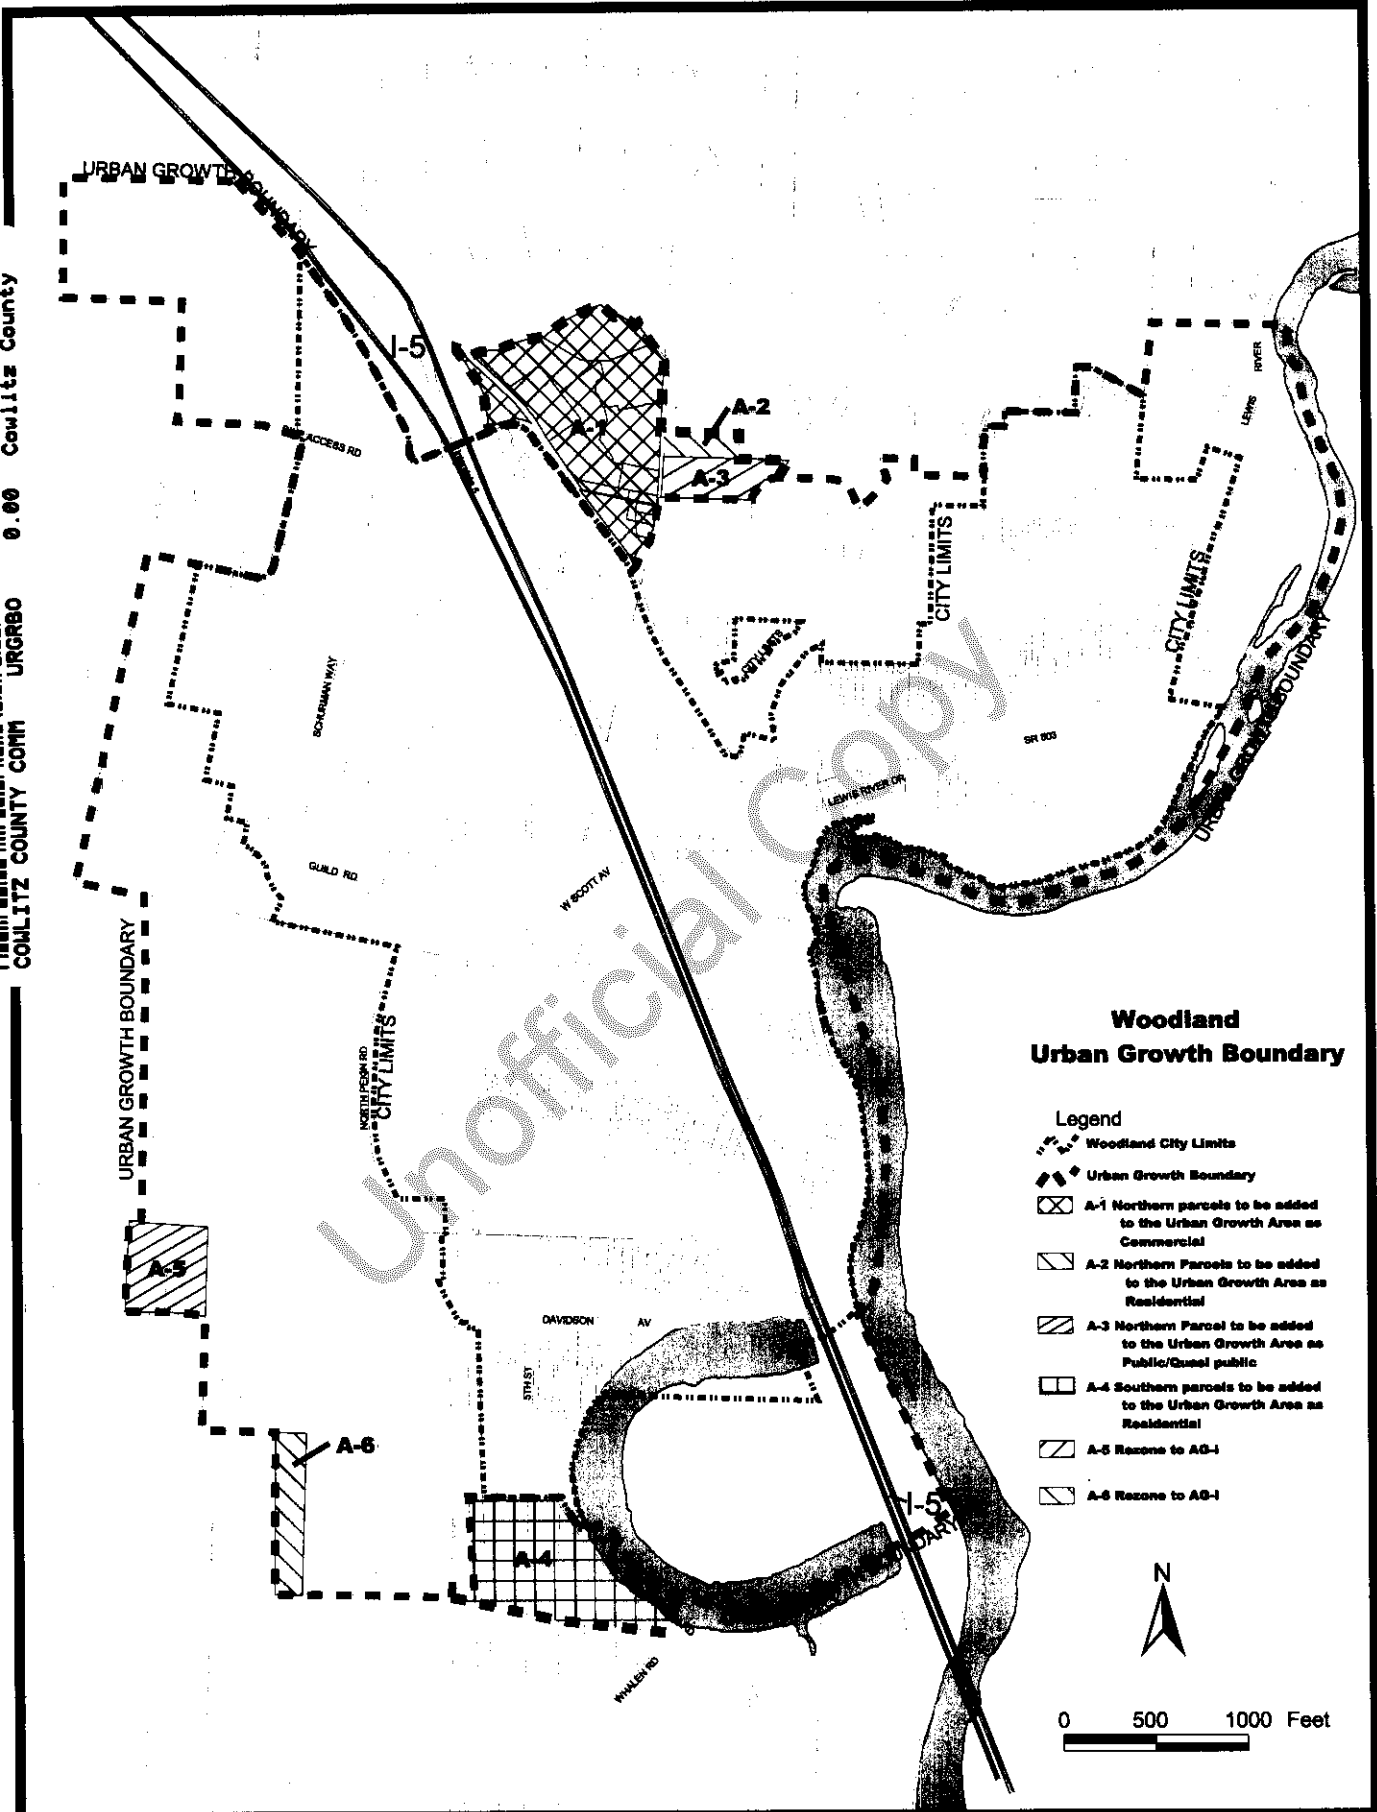 COWLITZ COUNTY COMM URGRBO 0.00 Cowlitz County
URBAN GROWTH BOUNDARY
I-5
ACCESS RD
A-1
A-2
A-3
RIVER
LEWIS
CITY LIMITS
CITY LIMITS
CITY LIMITS
URBAN GROWTH BOUNDARY
SCHURMAN WAY
SR 503
LEWIS RIVER DR
GUILD RD
W SCOTT AV
URBAN GROWTH BOUNDARY
NORTH PEKIN RD
CITY LIMITS
Unofficial Copy
A-5
DAVIDSON AV
5TH ST
A-6
A-4
I-5
WHALEN RD
Woodland
Urban Growth Boundary
Legend
Woodland City Limits
Urban Growth Boundary
A-1 Northern parcels to be added
to the Urban Growth Area as
Commercial
A-2 Northern Parcels to be added
to the Urban Growth Area as
Residential
A-3 Northern Parcel to be added
to the Urban Growth Area as
Public/Quasi public
A-4 Southern parcels to be added
to the Urban Growth Area as
Residential
A-5 Rezone to AG-I
A-6 Rezone to AG-I
N
0 500 1000 Feet